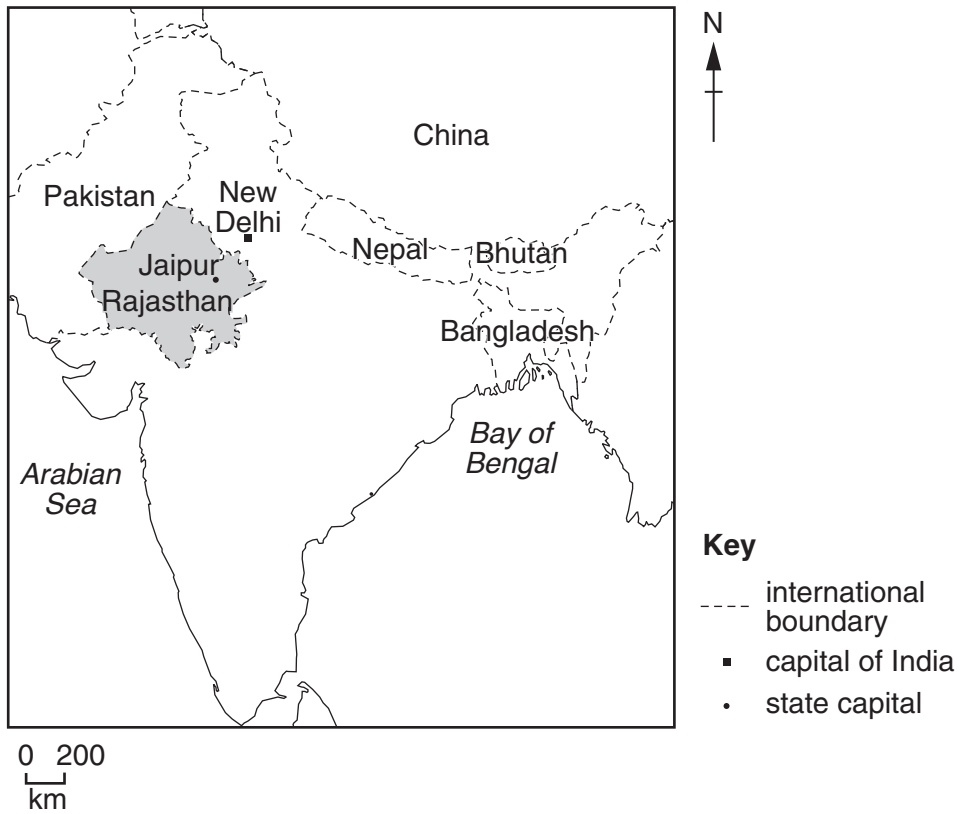 N
China
Pakistan
New
Delhi
Nepal
Bhutan
Jaipur
Rajasthan
Bangladesh
Bay of
Bengal
Arabian
Sea
Key
international
boundary
capital of India
state capital
0 200
km